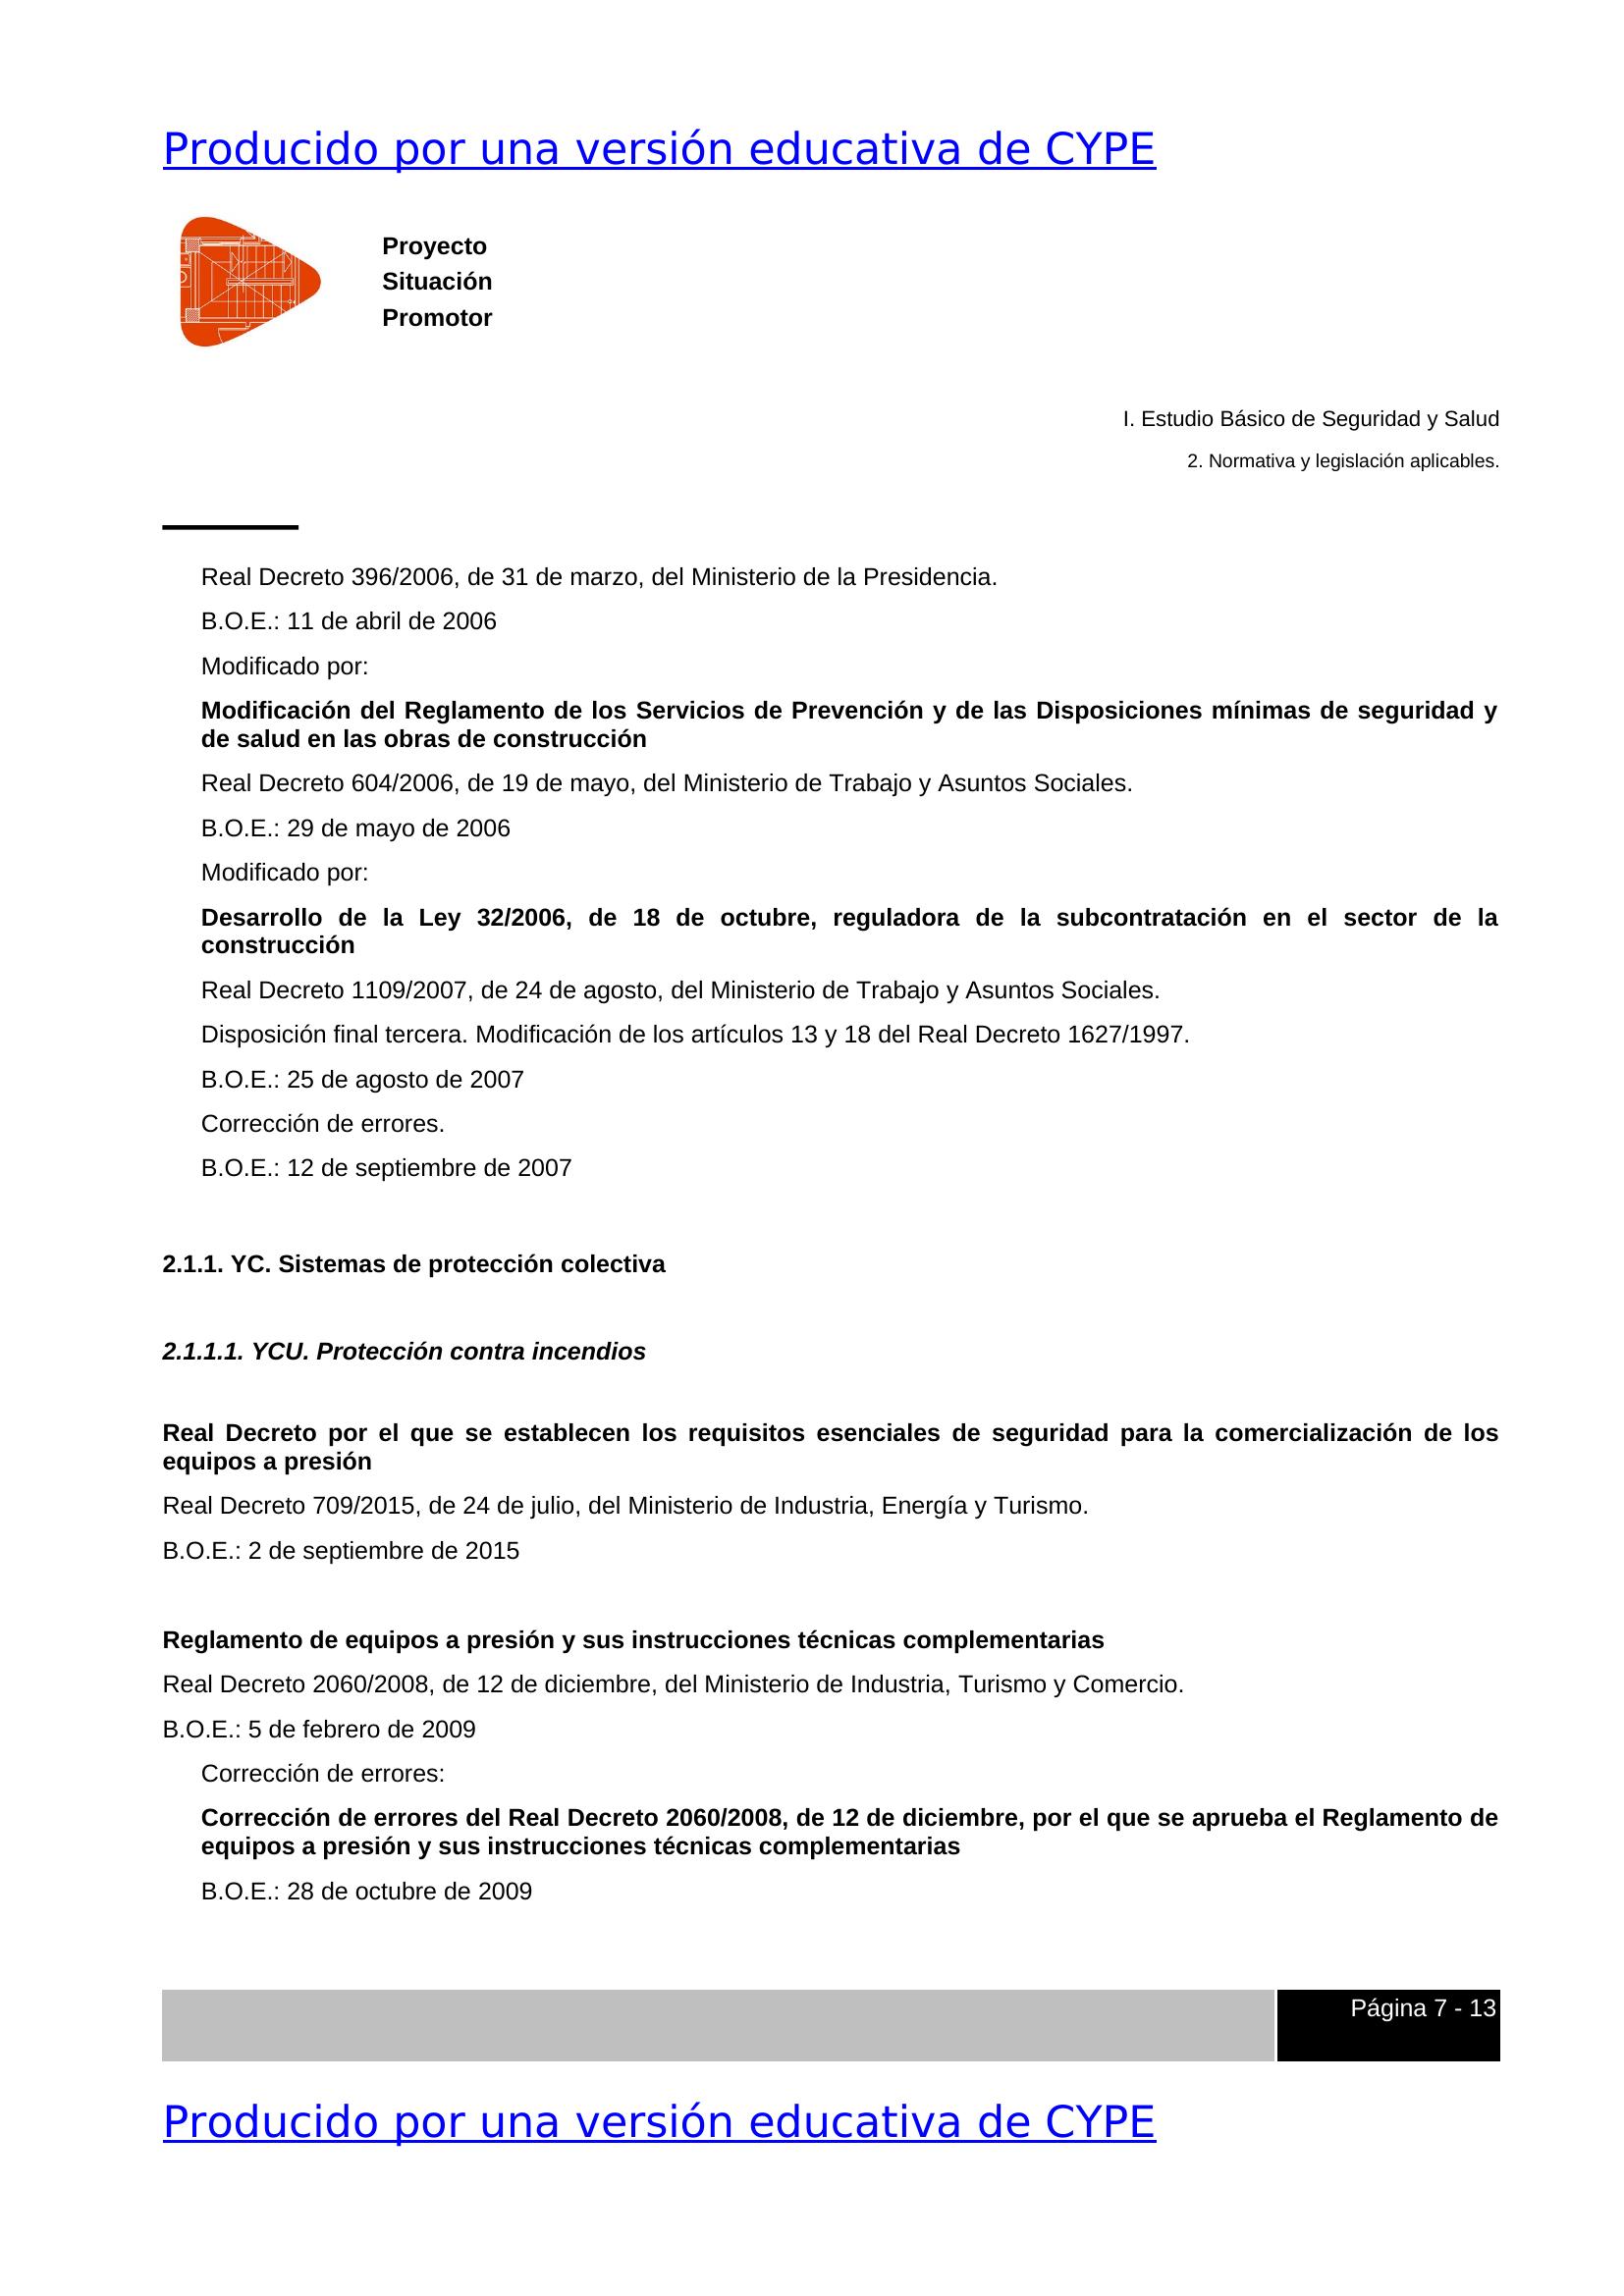 Producido por una versión educativa de CYPE
Proyecto
Situación
Promotor
I. Estudio Básico de Seguridad y Salud
2. Normativa y legislación aplicables.
Real Decreto 396/2006, de 31 de marzo, del Ministerio de la Presidencia.
B.O.E.: 11 de abril de 2006
Modificado por:
Modificación del Reglamento de los Servicios de Prevención y de las Disposiciones mínimas de seguridad y
de salud en las obras de construcción
Real Decreto 604/2006, de 19 de mayo, del Ministerio de Trabajo y Asuntos Sociales.
B.O.E.: 29 de mayo de 2006
Modificado por:
Desarrollo de la Ley 32/2006, de 18 de octubre, reguladora de la subcontratación en el sector de la
construcción
Real Decreto 1109/2007, de 24 de agosto, del Ministerio de Trabajo y Asuntos Sociales.
Disposición final tercera. Modificación de los artículos 13 y 18 del Real Decreto 1627/1997.
B.O.E.: 25 de agosto de 2007
Corrección de errores.
B.O.E.: 12 de septiembre de 2007
2.1.1. YC. Sistemas de protección colectiva
2.1.1.1. YCU. Protección contra incendios
Real Decreto por el que se establecen los requisitos esenciales de seguridad para la comercialización de los
equipos a presión
Real Decreto 709/2015, de 24 de julio, del Ministerio de Industria, Energía y Turismo.
B.O.E.: 2 de septiembre de 2015
Reglamento de equipos a presión y sus instrucciones técnicas complementarias
Real Decreto 2060/2008, de 12 de diciembre, del Ministerio de Industria, Turismo y Comercio.
B.O.E.: 5 de febrero de 2009
Corrección de errores:
Corrección de errores del Real Decreto 2060/2008, de 12 de diciembre, por el que se aprueba el Reglamento de
equipos a presión y sus instrucciones técnicas complementarias
B.O.E.: 28 de octubre de 2009
Página 7 - 13
Producido por una versión educativa de CYPE